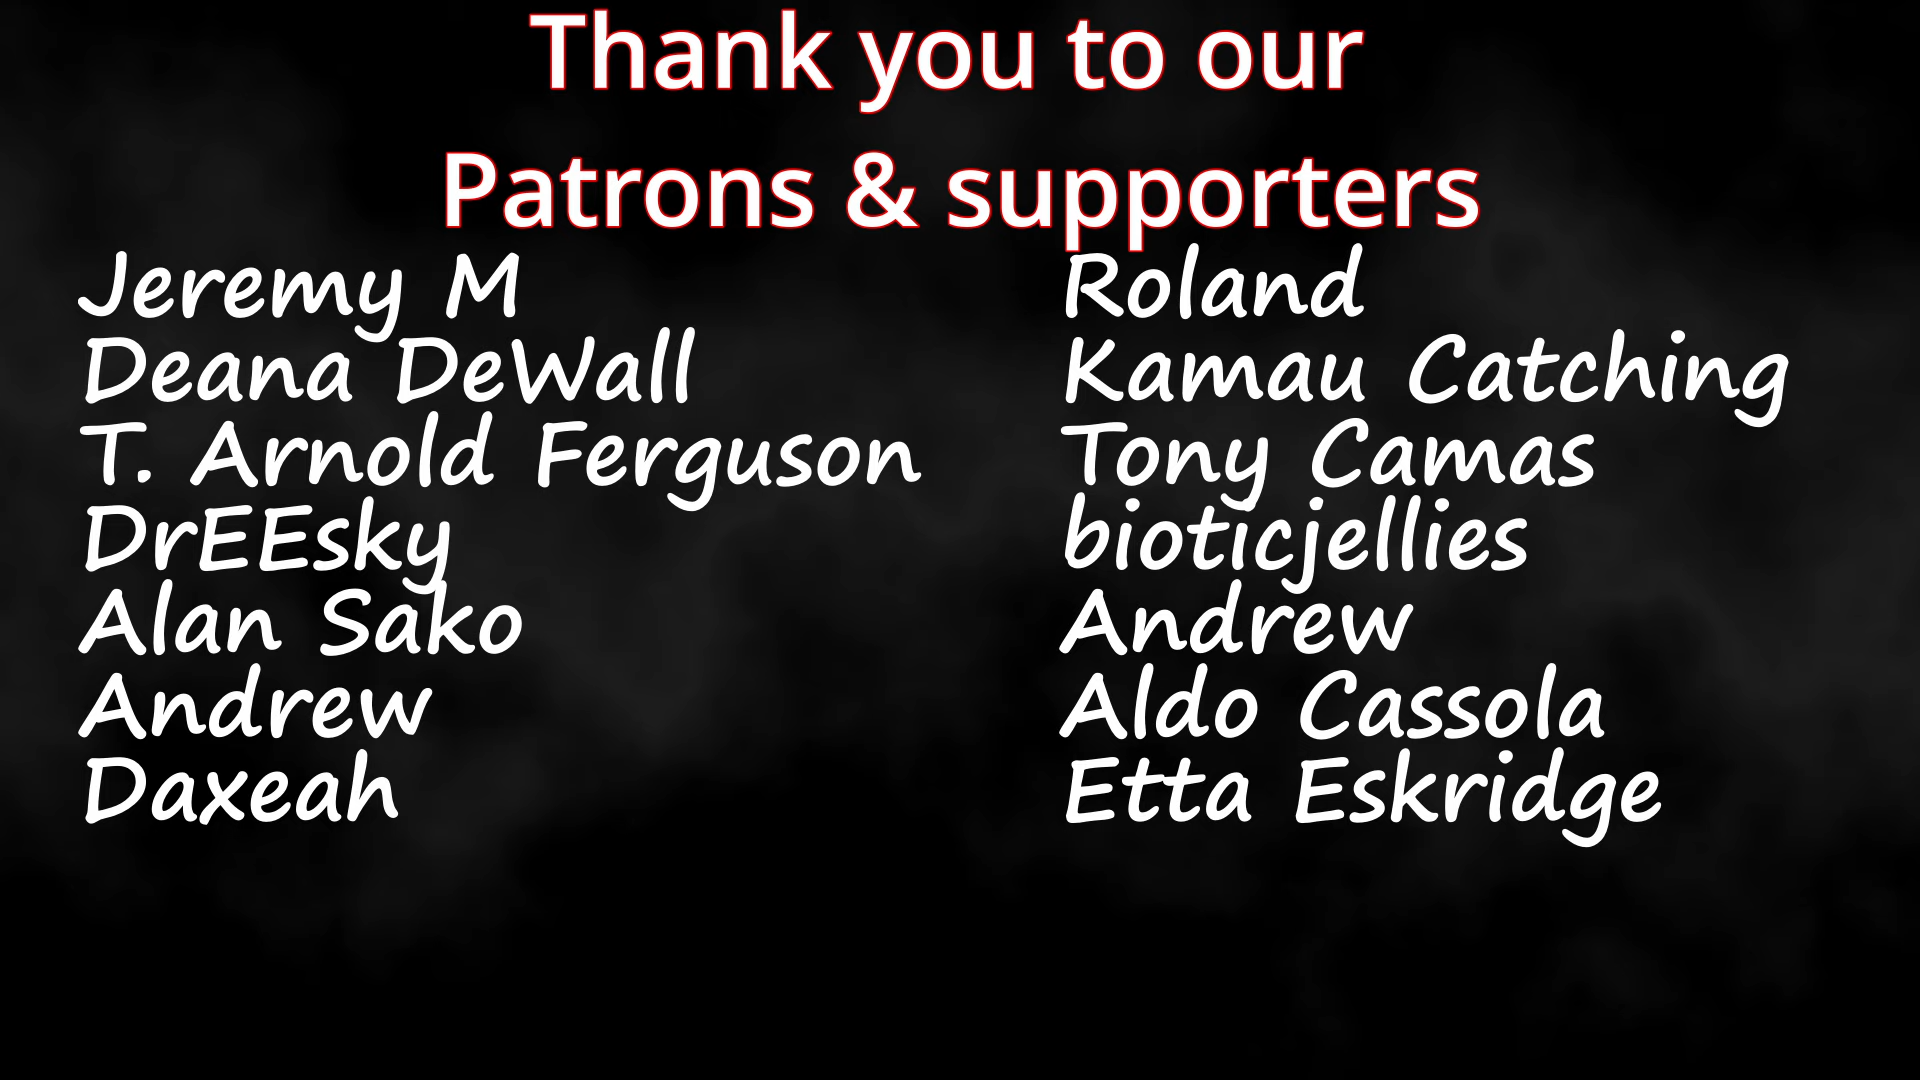 Thank you to our
Patrons & supporters
Jeremy M
Deana DeWall
T. Arnold Ferguson
DrEEsky
Alan Sako
Andrew
Daxeah
Roland
Kamau Catching
Tony Camas
bioticjellies
Andrew
Aldo Cassola
Etta Eskridge